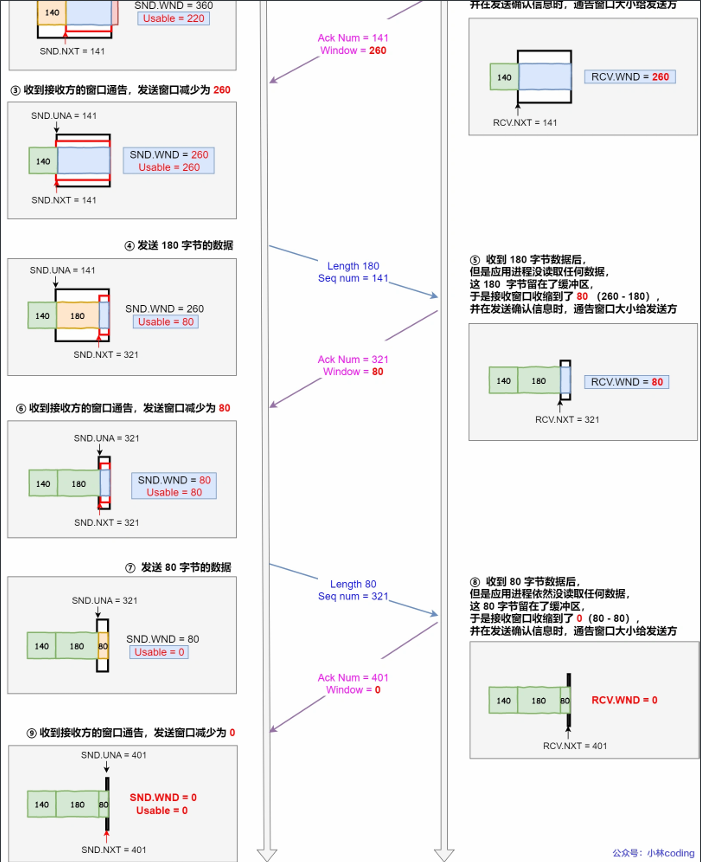 并在发送确认信息时，通告窗口大小给发送方
140
SND.WND = 360
Usable = 220
SND.NXT = 141
Ack Num = 141
Window = 260
140
RCV.WND = 260
RCV.NXT = 141
③ 收到接收方的窗口通告，发送窗口减少为 260
SND.UNA = 141
140
SND.WND = 260
Usable = 260
SND.NXT = 141
④ 发送 180 字节的数据
Length 180
Seq num = 141
SND.UNA = 141
140
180
SND.WND = 260
Usable = 80
SND.NXT = 321
⑤ 收到 180 字节数据后，
但是应用进程没读取任何数据，
这 180 字节留在了缓冲区，
于是接收窗口收缩到了 80 （260 - 180），
并在发送确认信息时，通告窗口大小给发送方
Ack Num = 321
Window = 80
140
180
RCV.WND = 80
RCV.NXT = 321
⑥ 收到接收方的窗口通告，发送窗口减少为 80
SND.UNA = 321
140
180
SND.WND = 80
Usable = 80
SND.NXT = 321
⑦ 发送 80 字节的数据
Length 80
Seq num = 321
SND.UNA = 321
140
180
80
SND.WND = 80
Usable = 0
⑧ 收到 80 字节数据后，
但是应用进程依然没读取任何数据，
这 80 字节留在了缓冲区，
于是接收窗口收缩到了 0（80 - 80），
并在发送确认信息时，通告窗口大小给发送方
Ack Num = 401
Window = 0
140
180
80
RCV.WND = 0
RCV.NXT = 401
⑨ 收到接收方的窗口通告，发送窗口减少为 0
SND.UNA = 401
140
180
80
SND.WND = 0
Usable = 0
SND.NXT = 401
公众号：小林coding